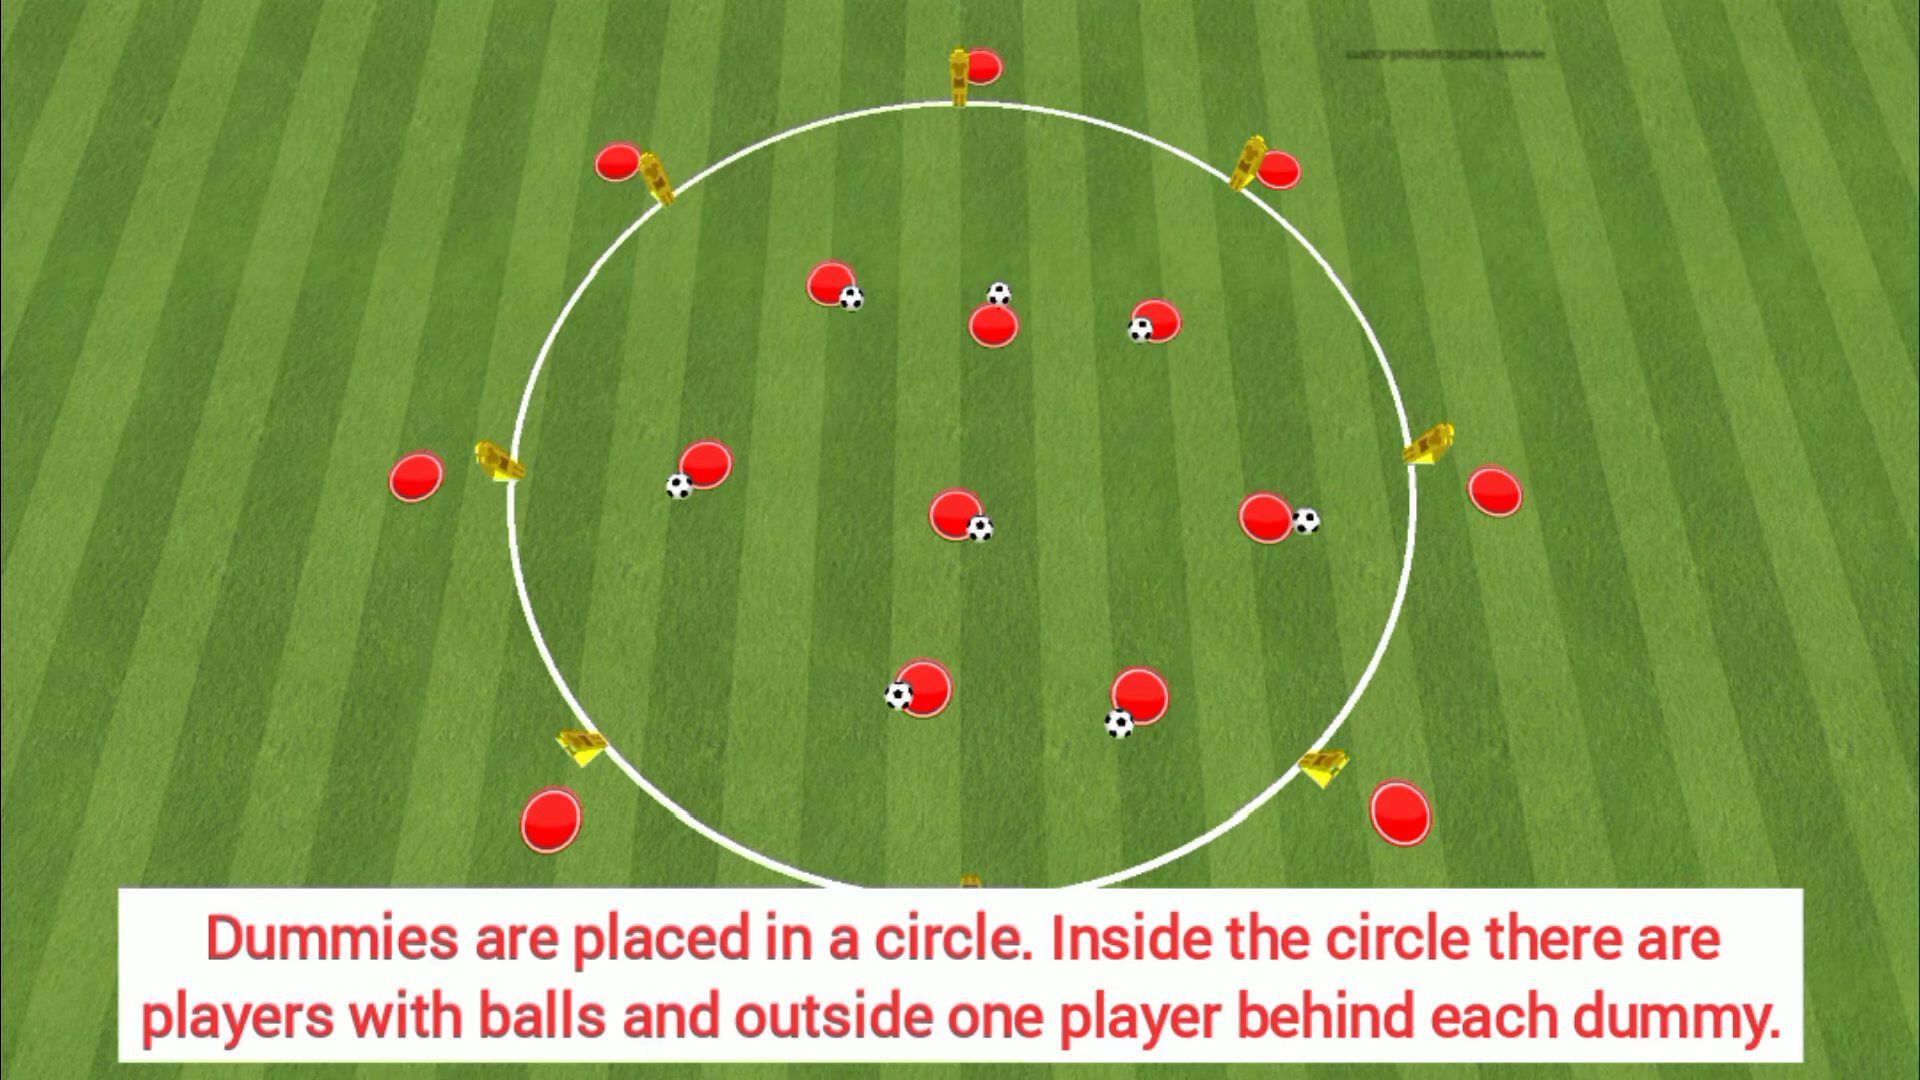 Dummies are placed in a circle. Inside the circle there are
players with balls and outside one player behind each dummy.